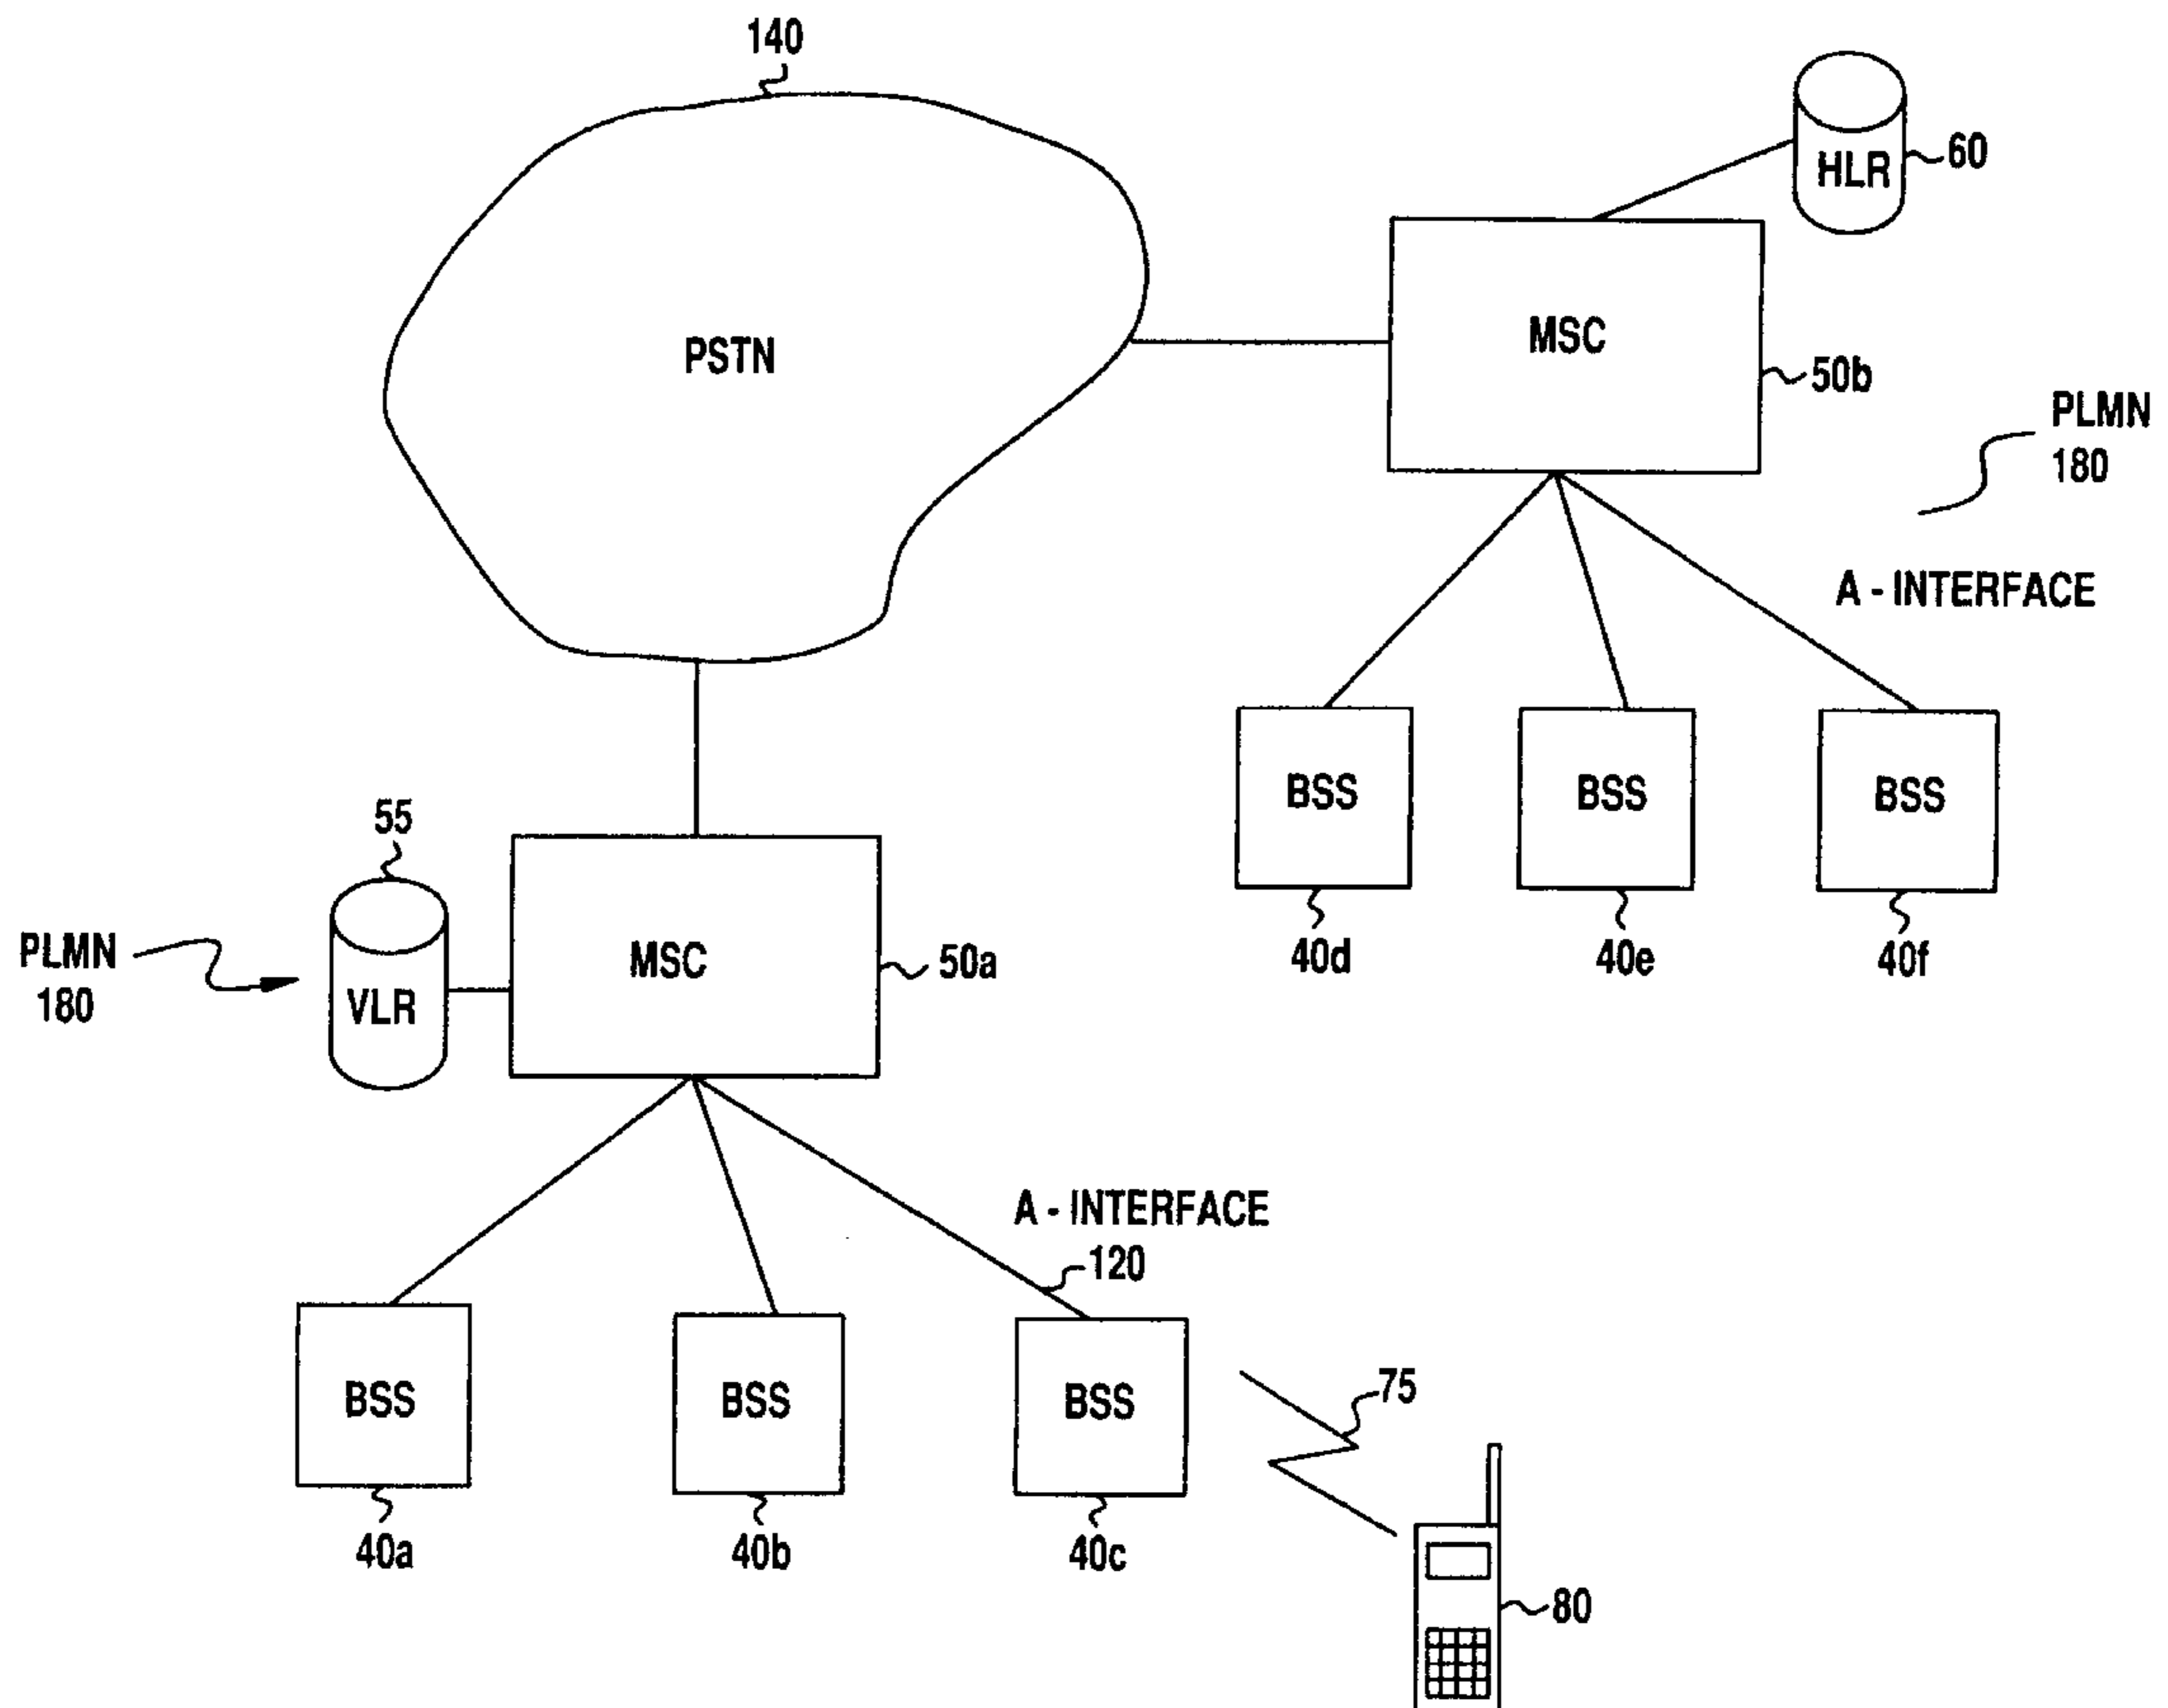 140
HLR
60
PSTN
MSC
50b
PLMN
180
A - INTERFACE
BSS
BSS
BSS
40d
40e
40f
55
PLMN
180
VLR
MSC
50a
A - INTERFACE
120
BSS
BSS
BSS
75
40a
40b
40c
80